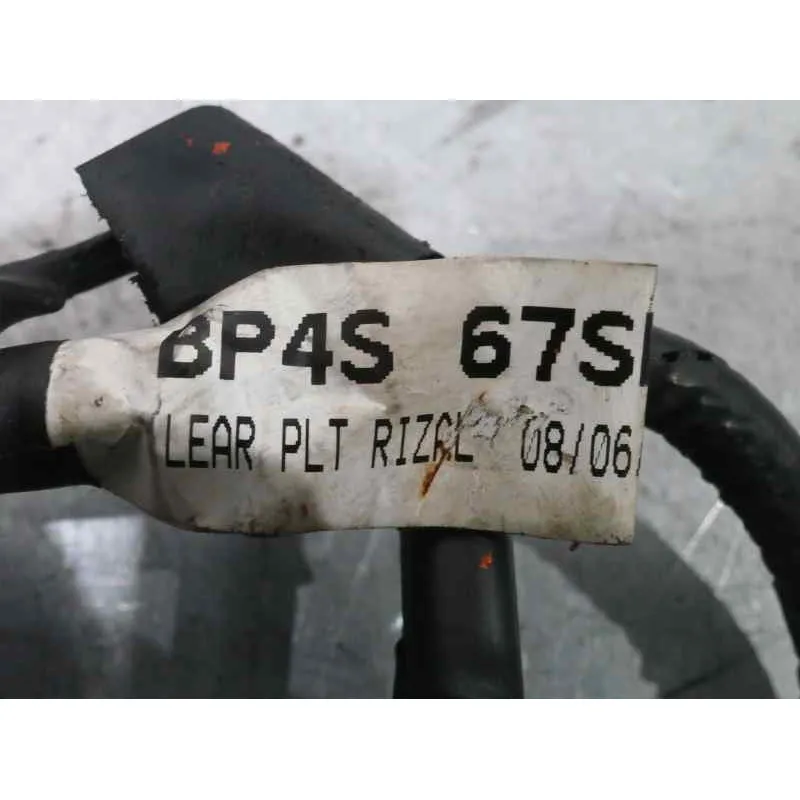 BP4S 67S
LEAR PLT RIZAL 08/06